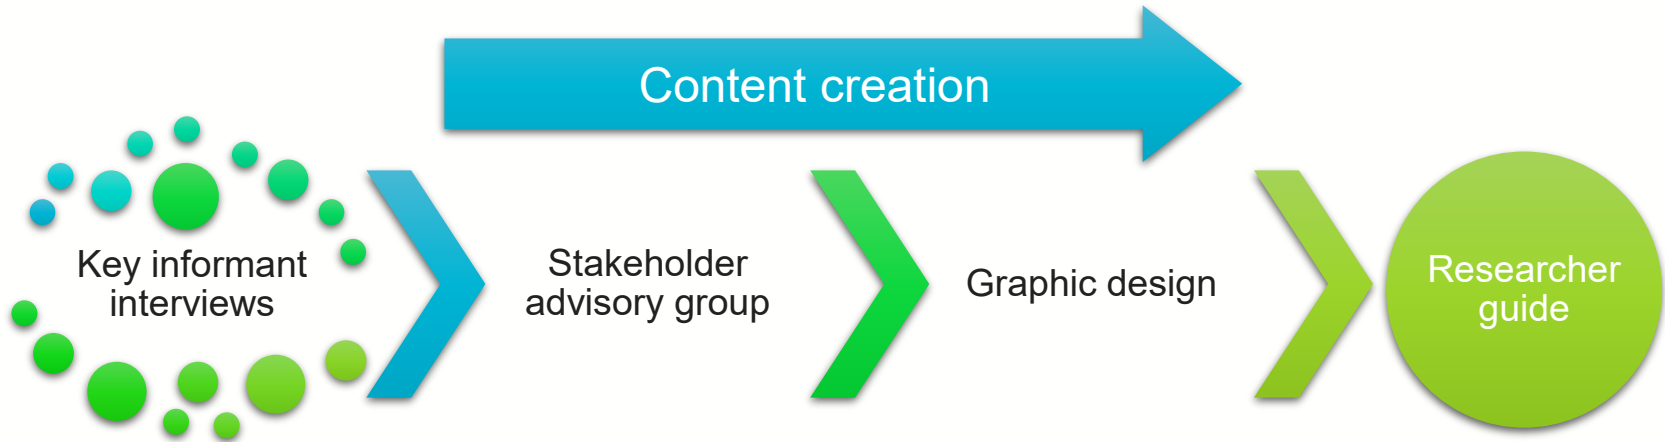 Content creation
Key informant
interviews
Stakeholder
advisory group
Graphic design
Researcher
guide